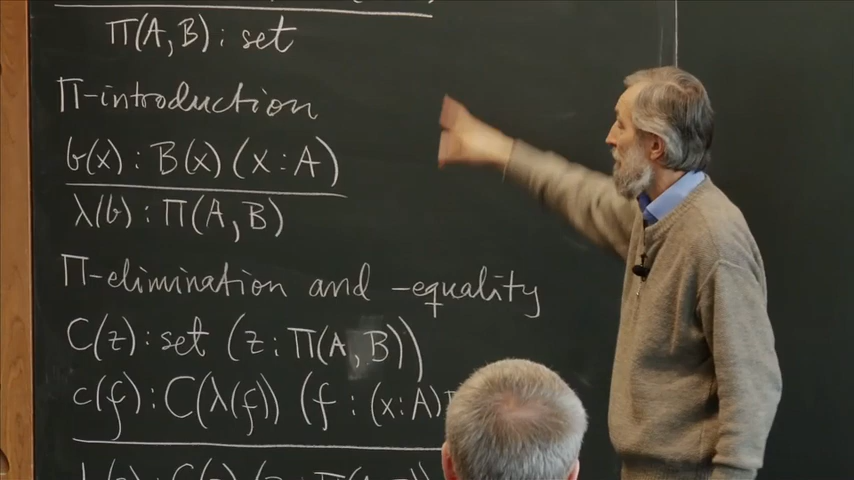 Π(A, B) : set
Π-introduction
b(x) : B(x) (x : A)
λ(b) : Π(A, B)
Π-elimination and -equality
C(z) : set (z : Π(A, B))
c(f) : C(λ(f)) (f : (x : A)